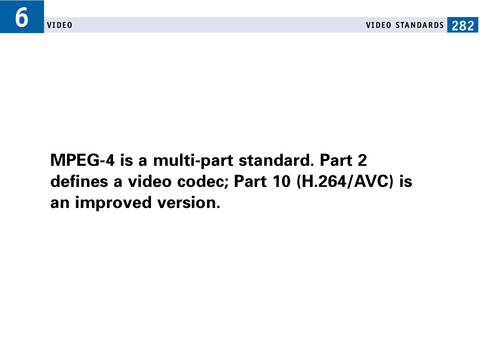 6
VIDEO
VIDEO STANDARDS 282
MPEG-4 is a multi-part standard. Part 2
defines a video codec; Part 10 (H.264/AVC) is
an improved version.